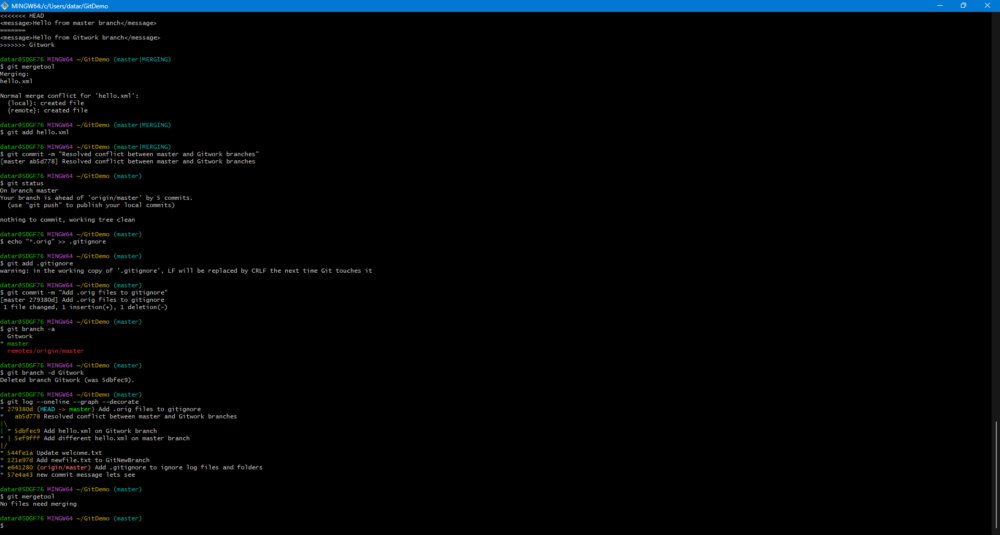 MINGW64:/c/Users/datar/GitDemo
<<<<<<< HEAD
<message>Hello from master branch</message>
=======
<message>Hello from Gitwork branch</message>
>>>>>>> Gitwork
datar@SDGF76 MINGW64 ~/GitDemo (master|MERGING)
$ git mergetool
Merging:
hello.xml
Normal merge conflict for 'hello.xml':
  {local}: created file
  {remote}: created file
datar@SDGF76 MINGW64 ~/GitDemo (master|MERGING)
$ git add hello.xml
datar@SDGF76 MINGW64 ~/GitDemo (master|MERGING)
$ git commit -m "Resolved conflict between master and Gitwork branches"
[master ab5d778] Resolved conflict between master and Gitwork branches
datar@SDGF76 MINGW64 ~/GitDemo (master)
$ git status
On branch master
Your branch is ahead of 'origin/master' by 5 commits.
  (use "git push" to publish your local commits)
nothing to commit, working tree clean
datar@SDGF76 MINGW64 ~/GitDemo (master)
$ echo "*.orig" >> .gitignore
datar@SDGF76 MINGW64 ~/GitDemo (master)
$ git add .gitignore
warning: in the working copy of '.gitignore', LF will be replaced by CRLF the next time Git touches it
datar@SDGF76 MINGW64 ~/GitDemo (master)
$ git commit -m "Add .orig files to gitignore"
[master 279380d] Add .orig files to gitignore
 1 file changed, 1 insertion(+), 1 deletion(-)
datar@SDGF76 MINGW64 ~/GitDemo (master)
$ git branch -a
  Gitwork
* master
  remotes/origin/master
datar@SDGF76 MINGW64 ~/GitDemo (master)
$ git branch -d Gitwork
Deleted branch Gitwork (was 5dbfec9).
datar@SDGF76 MINGW64 ~/GitDemo (master)
$ git log --oneline --graph --decorate
* 279380d (HEAD -> master) Add .orig files to gitignore
*   ab5d778 Resolved conflict between master and Gitwork branches
|\
| * 5dbfec9 Add hello.xml on Gitwork branch
* | 5ef9fff Add different hello.xml on master branch
|/
* 544fe1a Update welcome.txt
* 121e97d Add newfile.txt to GitNewBranch
* e641280 (origin/master) Add .gitignore to ignore log files and folders
* 57e4a43 new commit message lets see
datar@SDGF76 MINGW64 ~/GitDemo (master)
$ git mergetool
No files need merging
datar@SDGF76 MINGW64 ~/GitDemo (master)
$